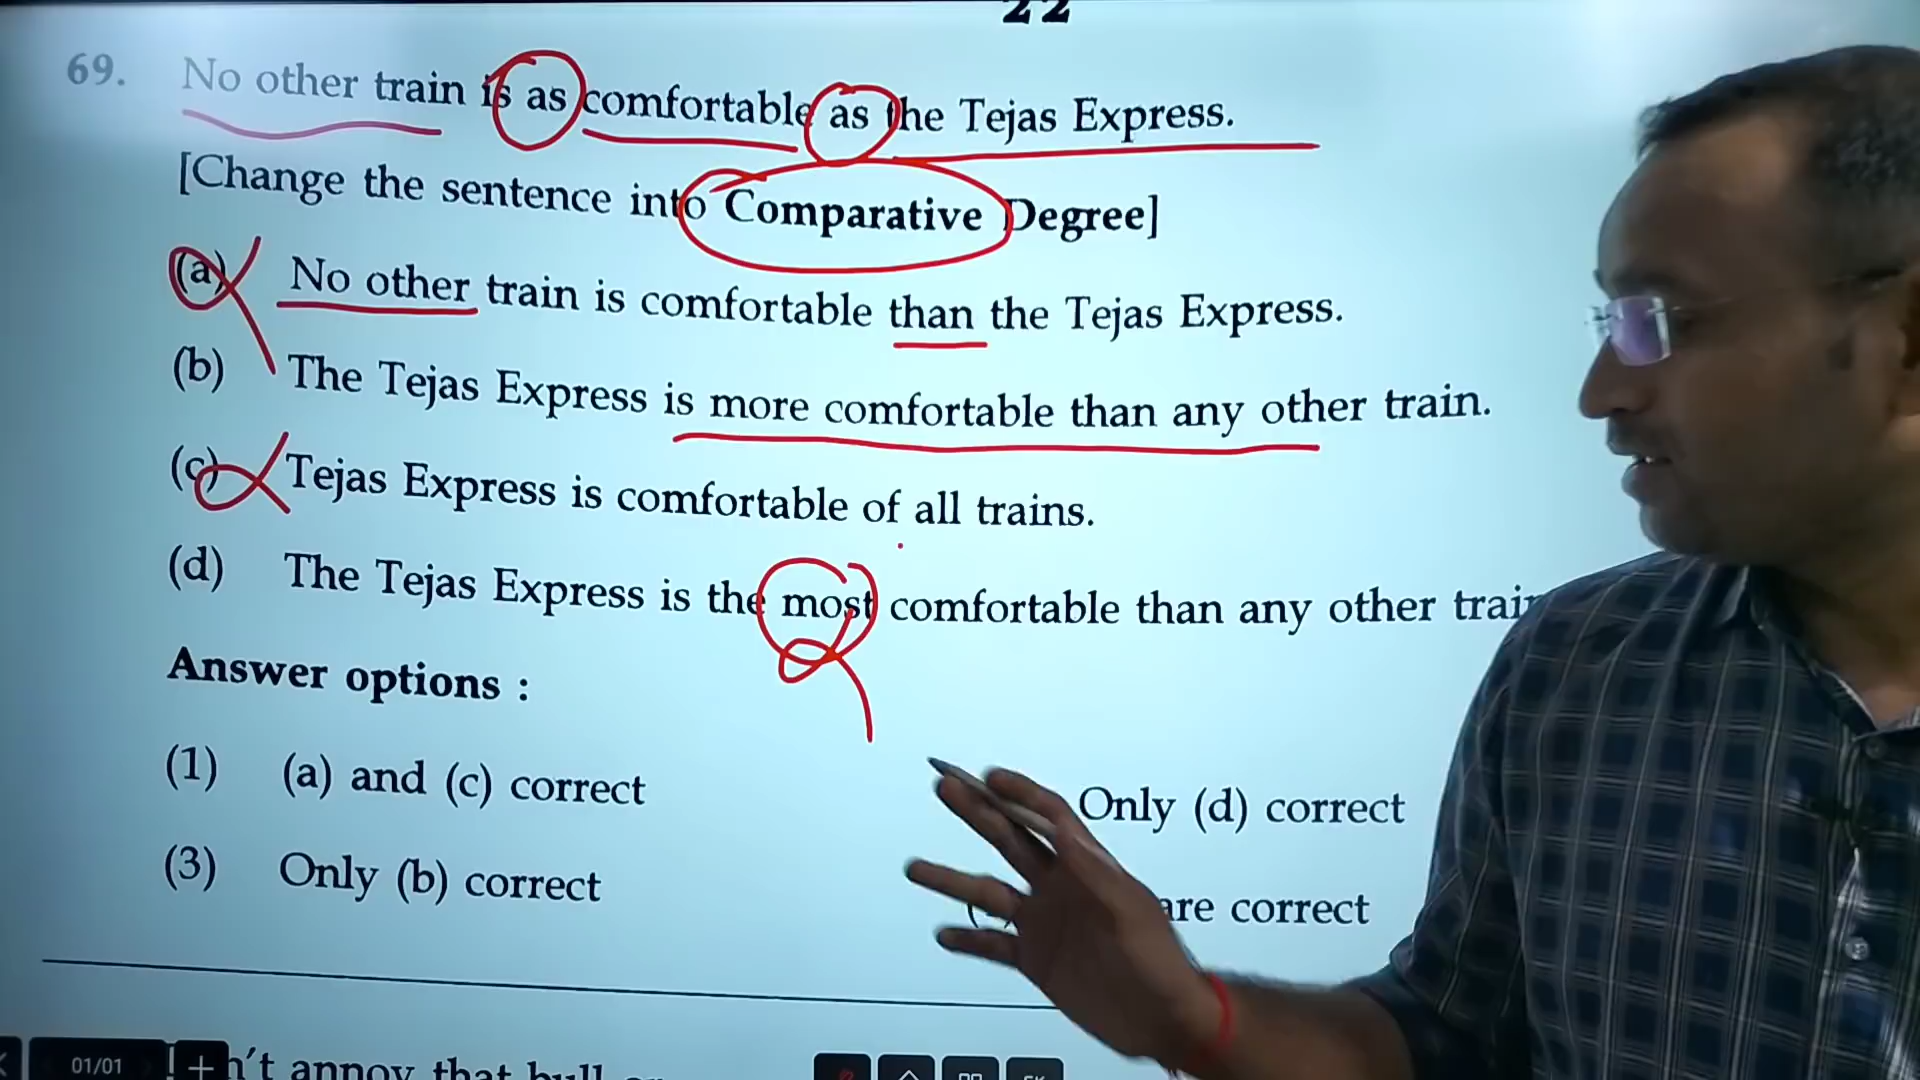 22
69. No other train is as comfortable as the Tejas Express.
[Change the sentence into Comparative Degree]
(a) No other train is comfortable than the Tejas Express.
(b) The Tejas Express is more comfortable than any other train.
(c) Tejas Express is comfortable of all trains.
(d) The Tejas Express is the most comfortable than any other
Answer options :
(1) (a) and (c) correct
Only (d) correct
(3) Only (b) correct
are correct
01/01
annoy that bull